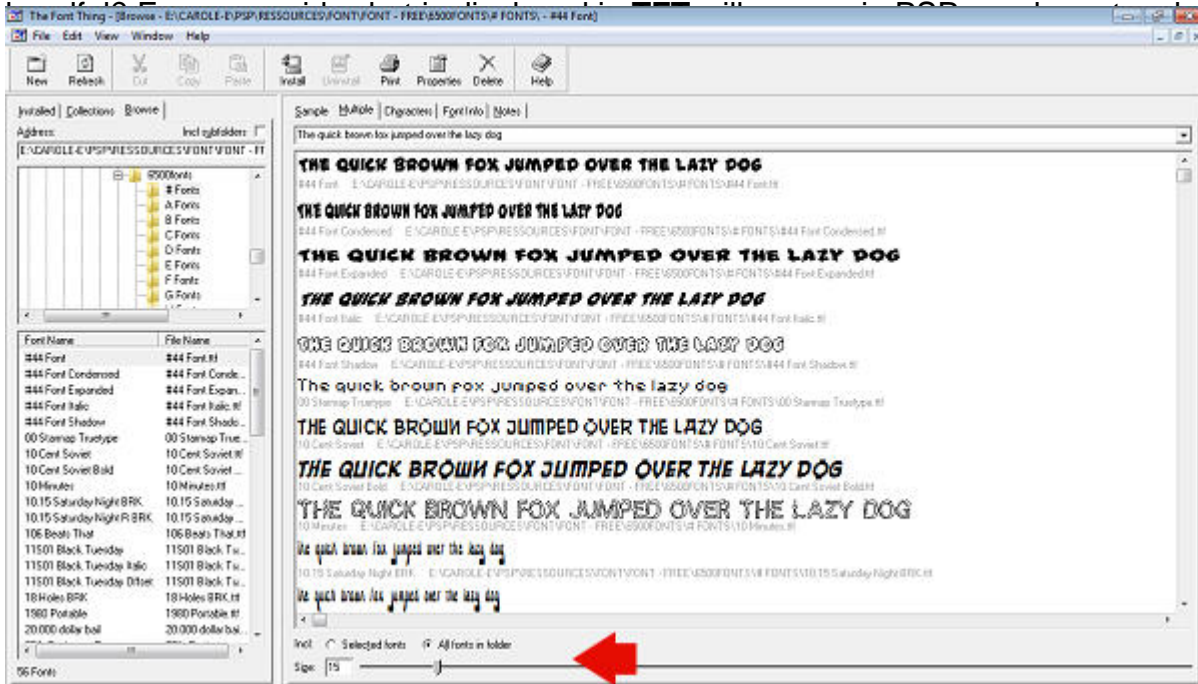 The Font Thing - [Browse - E:\CAROLE-E\PSP\RESSOURCES\FONT\FONT - FREE\6500FONTS\# FONTS\ - #44 Font]
File Edit View Window Help
New Refresh Cut Copy Paste Install Uninstall Print Properties Delete Help
Installed Collections Browse
Address: Incl subfolders
E:\CAROLE-E\PSP\RESSOURCES\FONT\FONT - FR
6500fonts
# Fonts
A Fonts
B Fonts
C Fonts
D Fonts
E Fonts
F Fonts
G Fonts
Font Name File Name
#44 Font #44 Font.ttf
#44 Font Condensed #44 Font Conde...
#44 Font Expanded #44 Font Expan...
#44 Font Italic #44 Font Italic.ttf
#44 Font Shadow #44 Font Shado...
00 Starmap Truetype 00 Starmap True...
10 Cent Soviet 10 Cent Soviet.ttf
10 Cent Soviet Bold 10 Cent Soviet ...
10 Minutes 10 Minutes.ttf
10.15 Saturday Night BRK 10.15 Saturday ...
10.15 Saturday Night R BRK 10.15 Saturday ...
106 Beats That 106 Beats That.ttf
11S01 Black Tuesday 11S01 Black Tu...
11S01 Black Tuesday Italic 11S01 Black Tu...
11S01 Black Tuesday Offset 11S01 Black Tu...
18 Holes BRK 18 Holes BRK.ttf
1980 Portable 1980 Portable.ttf
20.000 dollar bail 20.000 dollar bai...
56 Fonts
Sample Multiple Characters Font Info Notes
The quick brown fox jumped over the lazy dog
THE QUICK BROWN FOX JUMPED OVER THE LAZY DOG
#44 Font E:\CAROLE-E\PSP\RESSOURCES\FONT\FONT - FREE\6500FONTS\# FONTS\#44 Font.ttf
THE QUICK BROWN FOX JUMPED OVER THE LAZY DOG
#44 Font Condensed E:\CAROLE-E\PSP\RESSOURCES\FONT\FONT - FREE\6500FONTS\# FONTS\#44 Font Condensed.ttf
THE QUICK BROWN FOX JUMPED OVER THE LAZY DOG
#44 Font Expanded E:\CAROLE-E\PSP\RESSOURCES\FONT\FONT - FREE\6500FONTS\# FONTS\#44 Font Expanded.ttf
THE QUICK BROWN FOX JUMPED OVER THE LAZY DOG
#44 Font Italic E:\CAROLE-E\PSP\RESSOURCES\FONT\FONT - FREE\6500FONTS\# FONTS\#44 Font Italic.ttf
THE QUICK BROWN FOX JUMPED OVER THE LAZY DOG
#44 Font Shadow E:\CAROLE-E\PSP\RESSOURCES\FONT\FONT - FREE\6500FONTS\# FONTS\#44 Font Shadow.ttf
The quick brown fox jumped over the lazy dog
00 Starmap Truetype E:\CAROLE-E\PSP\RESSOURCES\FONT\FONT - FREE\6500FONTS\# FONTS\00 Starmap Truetype.ttf
THE QUICK BROWN FOX JUMPED OVER THE LAZY DOG
10 Cent Soviet E:\CAROLE-E\PSP\RESSOURCES\FONT\FONT - FREE\6500FONTS\# FONTS\10 Cent Soviet.ttf
THE QUICK BROWN FOX JUMPED OVER THE LAZY DOG
10 Cent Soviet Bold E:\CAROLE-E\PSP\RESSOURCES\FONT\FONT - FREE\6500FONTS\# FONTS\10 Cent Soviet Bold.ttf
THE QUICK BROWN FOX JUMPED OVER THE LAZY DOG
10 Minutes E:\CAROLE-E\PSP\RESSOURCES\FONT\FONT - FREE\6500FONTS\# FONTS\10 Minutes.ttf
the quick brown fox jumped over the lazy dog
10.15 Saturday Night BRK E:\CAROLE-E\PSP\RESSOURCES\FONT\FONT - FREE\6500FONTS\# FONTS\10.15 Saturday Night BRK.ttf
the quick brown fox jumped over the lazy dog
Incl: Selected fonts All fonts in folder
Size: 15